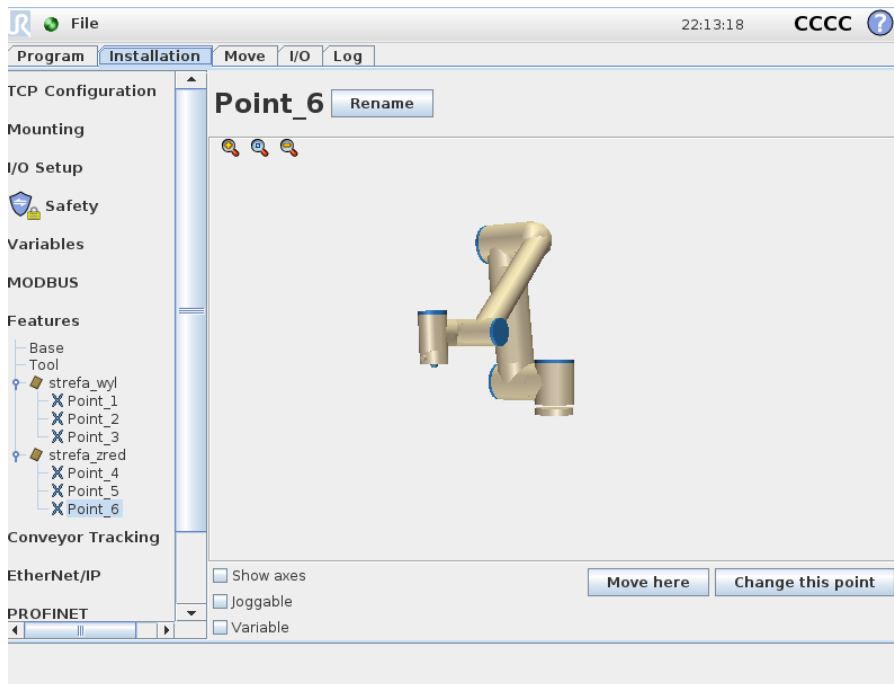 UR File 22:13:18 CCCC ?
Program Installation Move I/O Log
TCP Configuration
Mounting
I/O Setup
Safety
Variables
MODBUS
Features
Base
Tool
strefa_wyl
Point_1
Point_2
Point_3
strefa_zred
Point_4
Point_5
Point_6
Conveyor Tracking
EtherNet/IP
PROFINET
Point_6 Rename
Show axes
Joggable
Variable
Move here Change this point